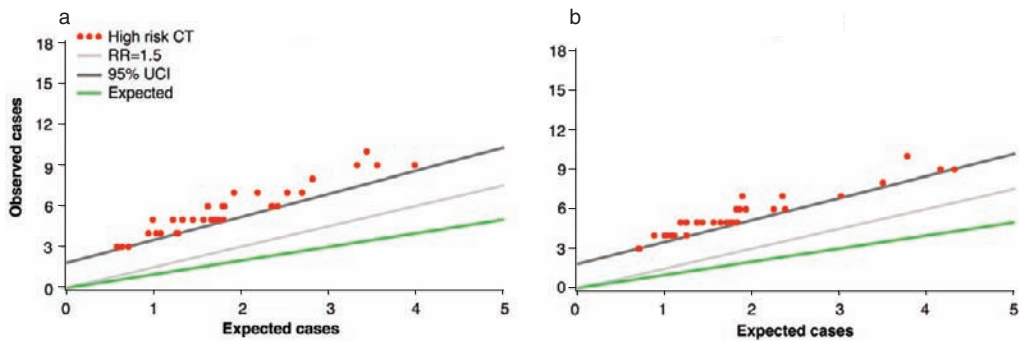 a
18
15
12
9
6
3
0
Observed cases
High risk CT
RR=1.5
95% UCI
Expected
0 1 2 3 4 5
Expected cases
b
18
15
12
9
6
3
0
0 1 2 3 4 5
Expected cases